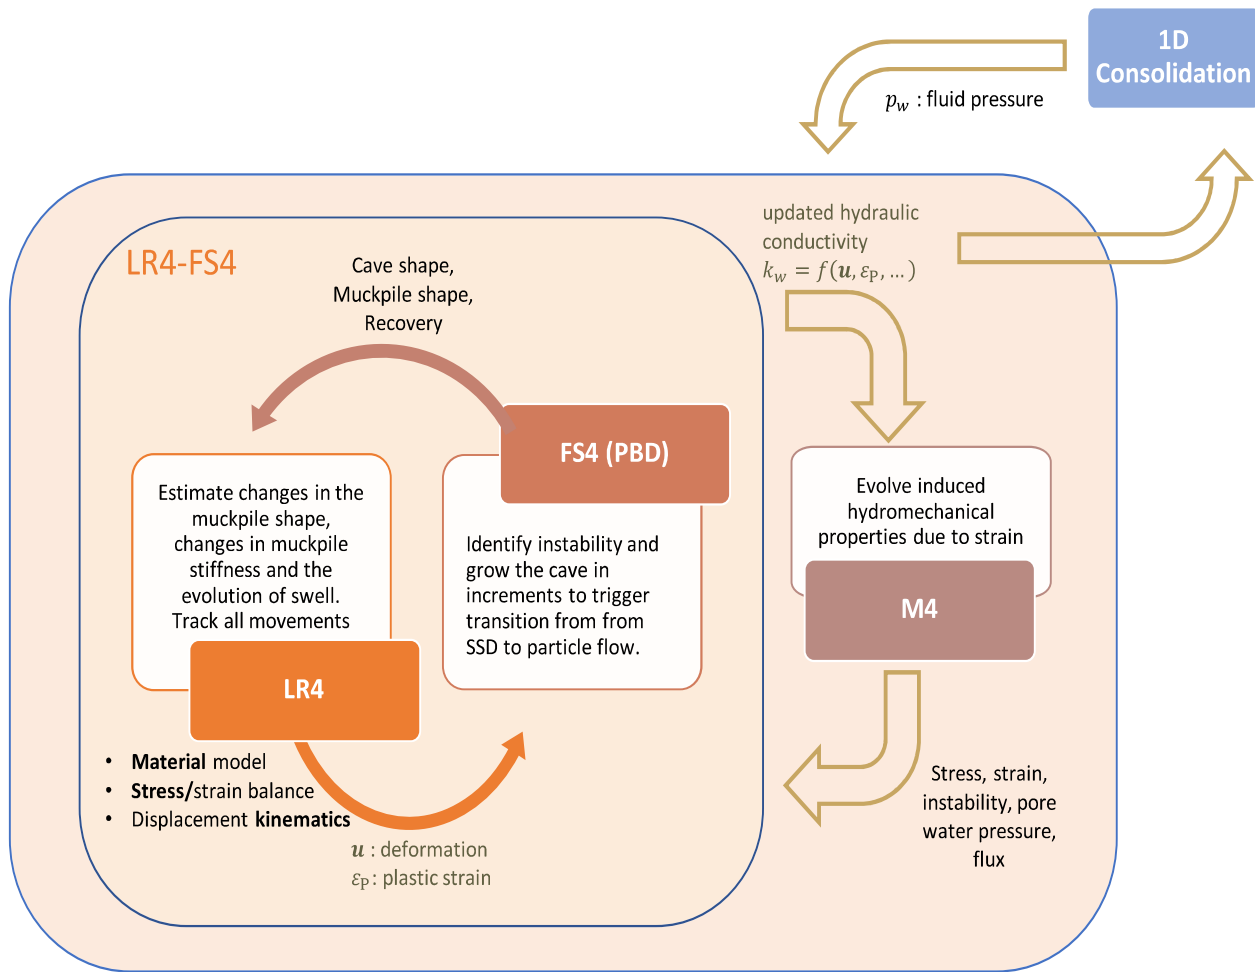 1D
Consolidation
𝑝𝑤 : fluid pressure
LR4-FS4
Cave shape,
Muckpile shape,
Recovery
updated hydraulic
conductivity
𝑘𝑤 = 𝑓(𝒖, 𝜀P, … )
FS4 (PBD)
Estimate changes in the
muckpile shape,
changes in muckpile
stiffness and the
evolution of swell.
Track all movements
LR4
Identify instability and
grow the cave in
increments to trigger
transition from from
SSD to particle flow.
Evolve induced
hydromechanical
properties due to strain
M4
• Material model
• Stress/strain balance
• Displacement kinematics
𝒖 : deformation
𝜀P : plastic strain
Stress, strain,
instability, pore
water pressure,
flux